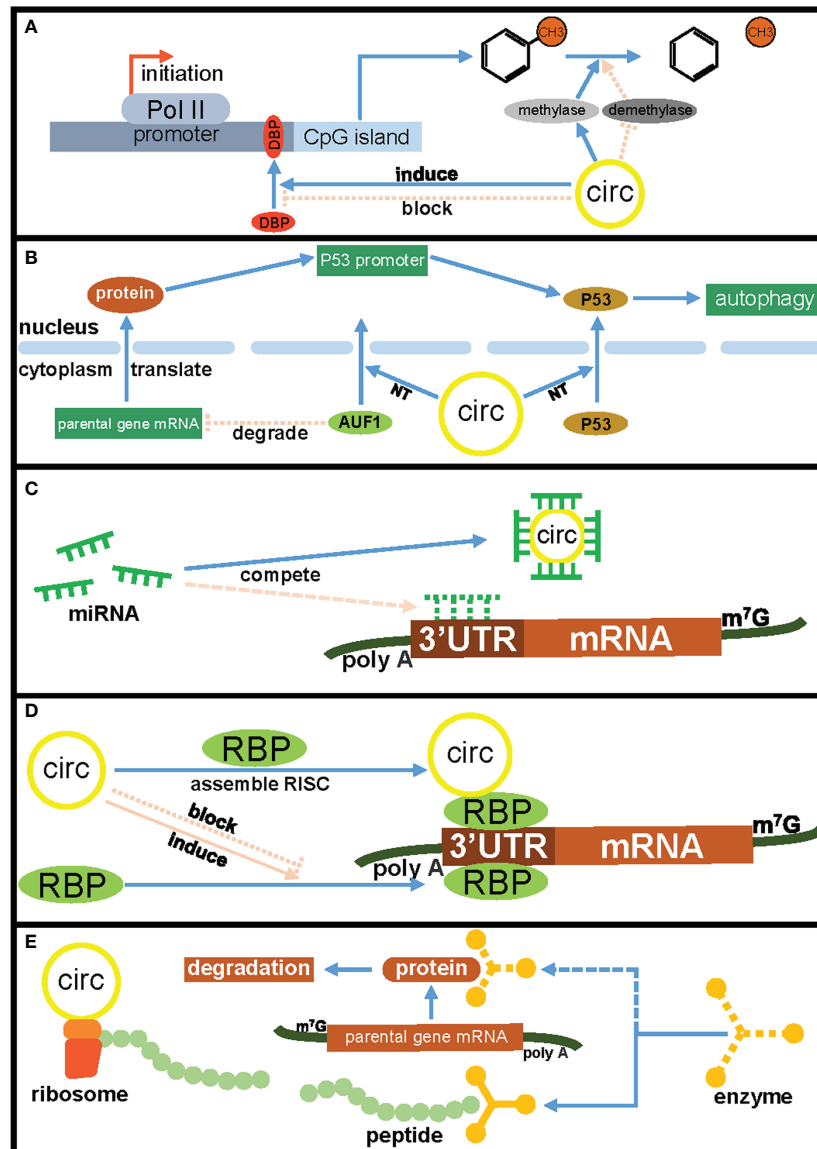 A
initiation
Pol II
promoter
DBP
CpG island
CH3
CH3
methylase
demethylase
induce
circ
block
DBP
B
P53 promoter
protein
P53
autophagy
nucleus
cytoplasm
translate
NT
circ
NT
parental gene mRNA
degrade
AUF1
P53
C
circ
compete
miRNA
m⁷G
3'UTR
mRNA
poly A
D
circ
RBP
circ
assemble RISC
RBP
block
induce
m⁷G
3'UTR
mRNA
poly A
RBP
RBP
E
circ
degradation
protein
m⁷G
parental gene mRNA
poly A
ribosome
enzyme
peptide